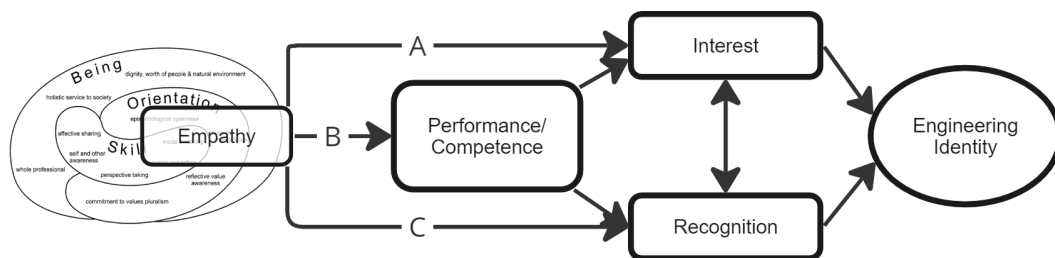 Being
dignity, worth of people & natural environment
holistic service to society
Orientation
epistemological openness
affective sharing
Skill
self and other
awareness
perspective taking
whole professional
reflective value
awareness
commitment to values pluralism
Empathy
A
B
C
Performance/
Competence
Interest
Recognition
Engineering
Identity